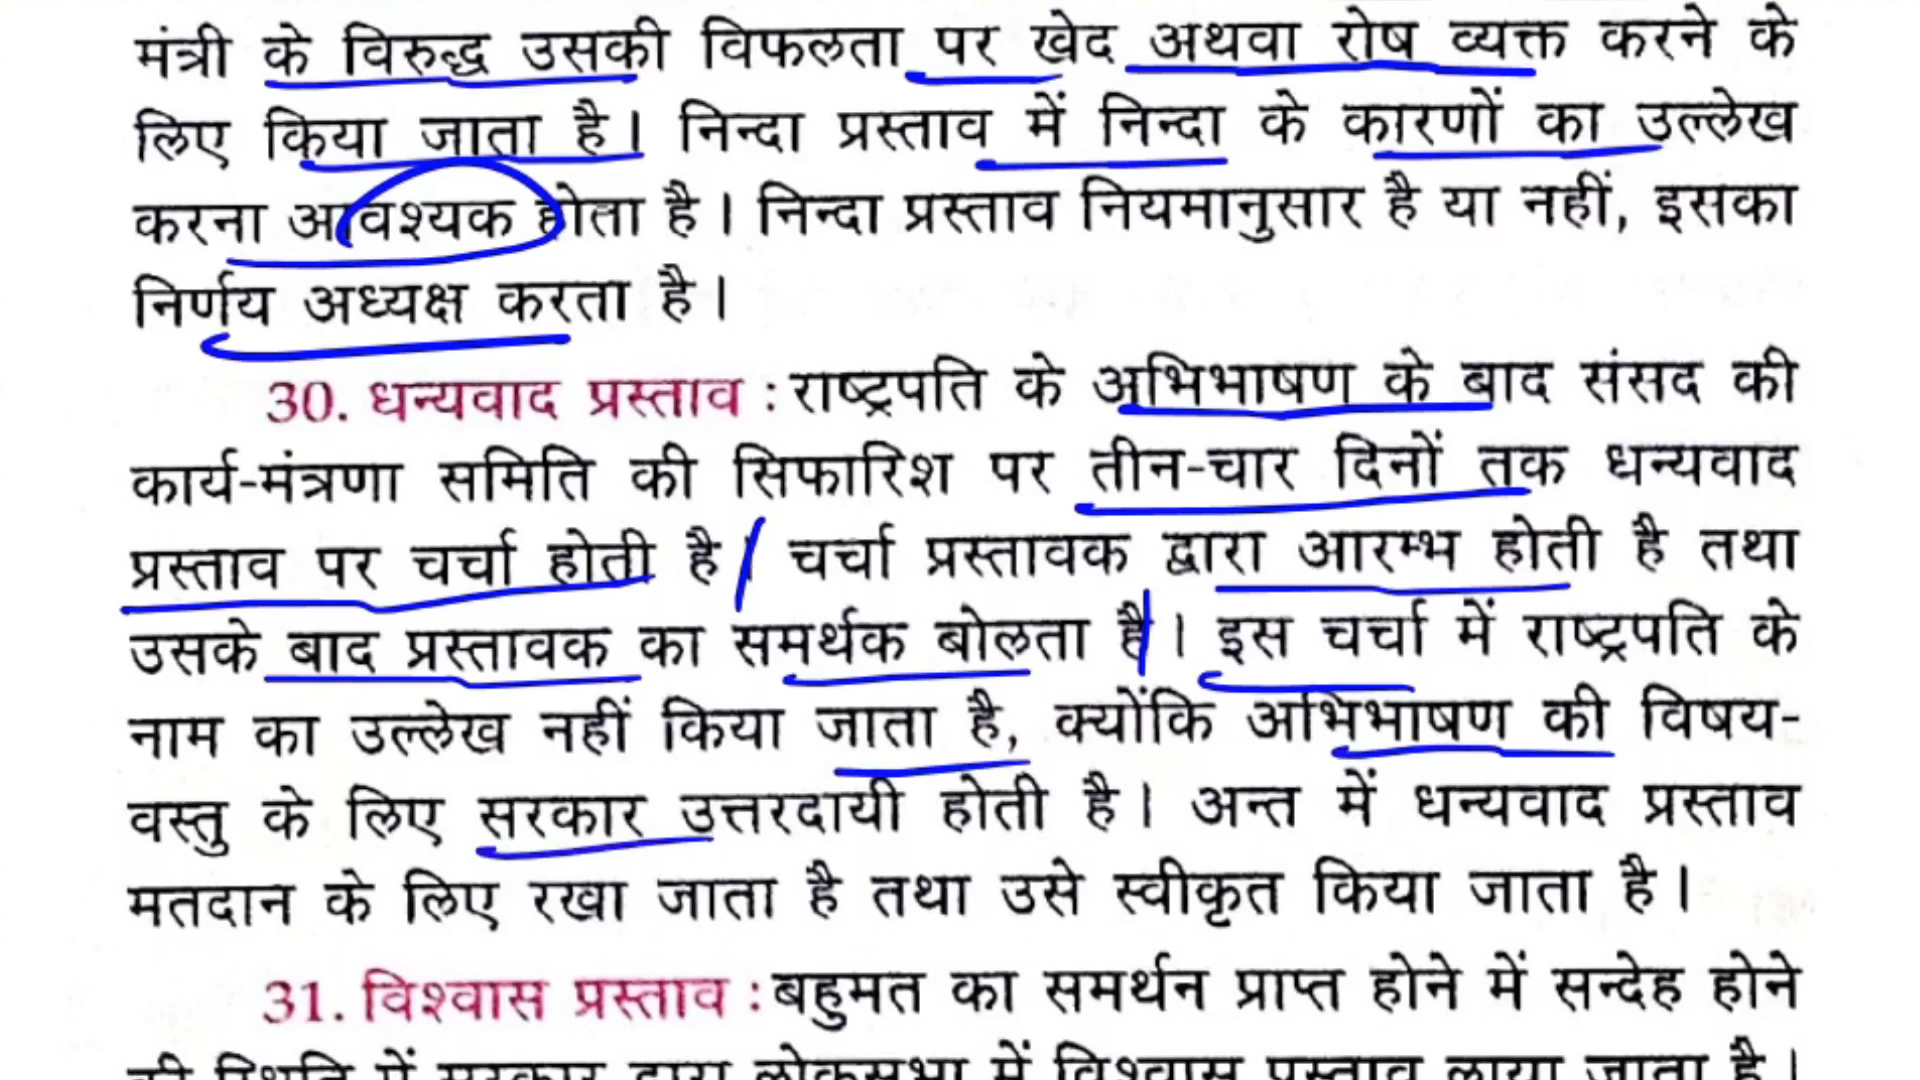 मंत्री के विरुद्ध उसकी विफलता पर खेद अथवा रोष व्यक्त करने के
लिए किया जाता है। निन्दा प्रस्ताव में निन्दा के कारणों का उल्लेख
करना आवश्यक होता है। निन्दा प्रस्ताव नियमानुसार है या नहीं, इसका
निर्णय अध्यक्ष करता है।
30. धन्यवाद प्रस्ताव : राष्ट्रपति के अभिभाषण के बाद संसद की
कार्य-मंत्रणा समिति की सिफारिश पर तीन-चार दिनों तक धन्यवाद
प्रस्ताव पर चर्चा होती है। चर्चा प्रस्तावक द्वारा आरम्भ होती है तथा
उसके बाद प्रस्तावक का समर्थक बोलता है। इस चर्चा में राष्ट्रपति के
नाम का उल्लेख नहीं किया जाता है, क्योंकि अभिभाषण की विषय-
वस्तु के लिए सरकार उत्तरदायी होती है। अन्त में धन्यवाद प्रस्ताव
मतदान के लिए रखा जाता है तथा उसे स्वीकृत किया जाता है।
31. विश्वास प्रस्ताव : बहुमत का समर्थन प्राप्त होने में सन्देह होने
की स्थिति में सरकार द्वारा लोकसभा में विश्वास प्रस्ताव लाया जाता है।